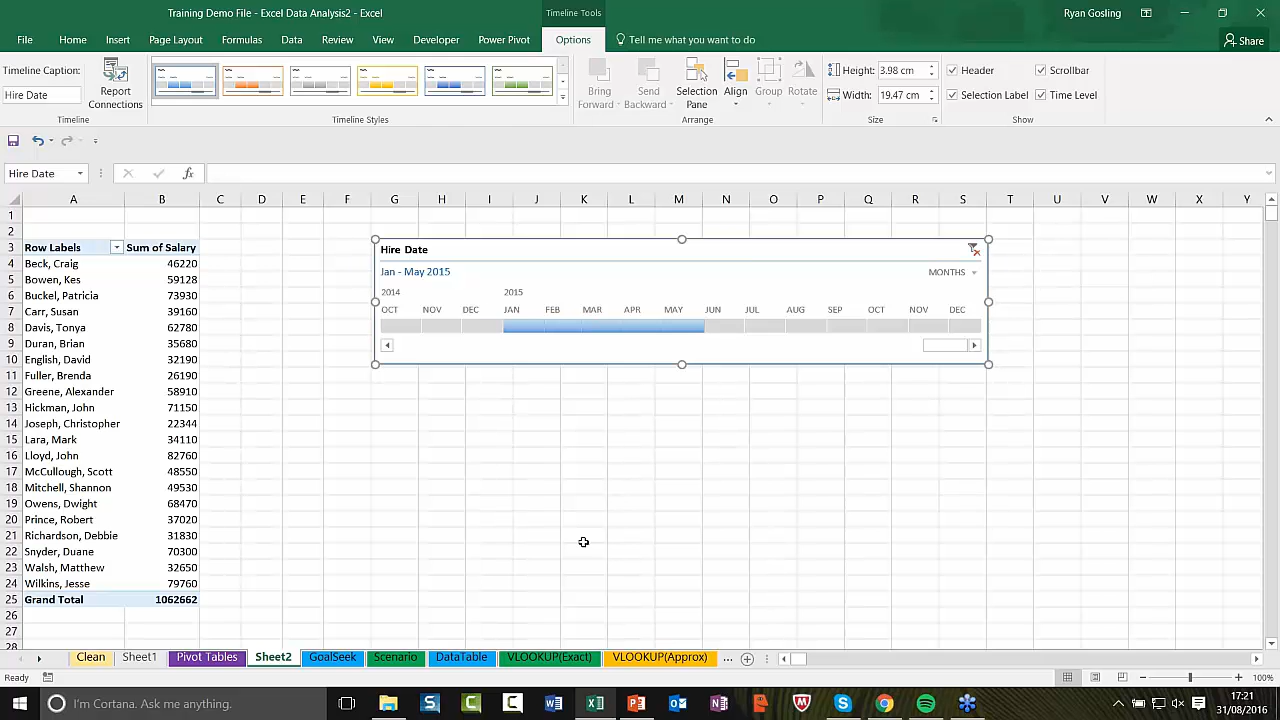 Training Demo File - Excel Data Analysis2 - Excel
Timeline Tools
Ryan Gosling
File Home Insert Page Layout Formulas Data Review View Developer Power Pivot Options Tell me what you want to do Share
Timeline Caption:
Hire Date
Report Connections
Timeline
Timeline Styles
Bring Forward
Send Backward
Selection Pane
Align
Group
Rotate
Arrange
Height: 3.98 cm
Width: 19.47 cm
Size
Header
Scrollbar
Selection Label
Time Level
Show
Hire Date
fx
A B C D E F G H I J K L M N O P Q R S T U V W X Y
1
2
3 Row Labels Sum of Salary
4 Beck, Craig 46220
5 Bowen, Kes 59128
6 Buckel, Patricia 73930
7 Carr, Susan 39160
8 Davis, Tonya 62780
9 Duran, Brian 35680
10 English, David 32190
11 Fuller, Brenda 26190
12 Greene, Alexander 58910
13 Hickman, John 71150
14 Joseph, Christopher 22344
15 Lara, Mark 34110
16 Lloyd, John 82760
17 McCullough, Scott 48550
18 Mitchell, Shannon 49530
19 Owens, Dwight 68470
20 Prince, Robert 37020
21 Richardson, Debbie 31830
22 Snyder, Duane 70300
23 Walsh, Matthew 32650
24 Wilkins, Jesse 79760
25 Grand Total 1062662
26
27
28
Hire Date
Jan - May 2015
MONTHS
2014 2015
OCT NOV DEC JAN FEB MAR APR MAY JUN JUL AUG SEP OCT NOV DEC
Clean Sheet1 Pivot Tables Sheet2 GoalSeek Scenario DataTable VLOOKUP(Exact) VLOOKUP(Approx) ...
Ready
100%
I'm Cortana. Ask me anything.
17:21
31/08/2016